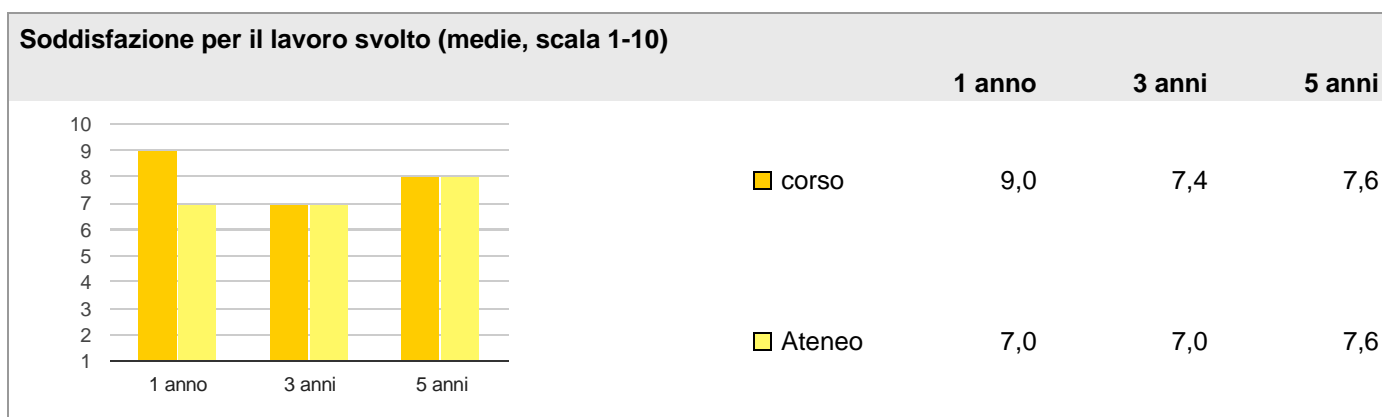 Soddisfazione per il lavoro svolto (medie, scala 1-10)
1 anno 3 anni 5 anni
10
9
8
7
6
5
4
3
2
1
1 anno 3 anni 5 anni
corso 9,0 7,4 7,6
Ateneo 7,0 7,0 7,6